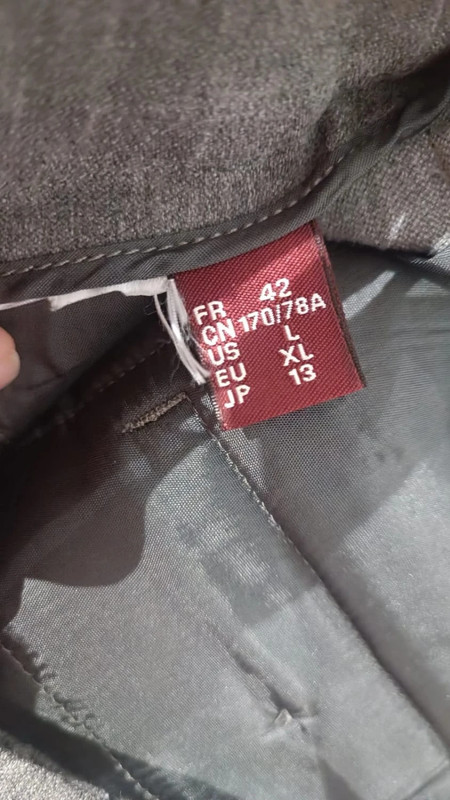 FR 42
CN 170/78A
US L
EU XL
JP 13